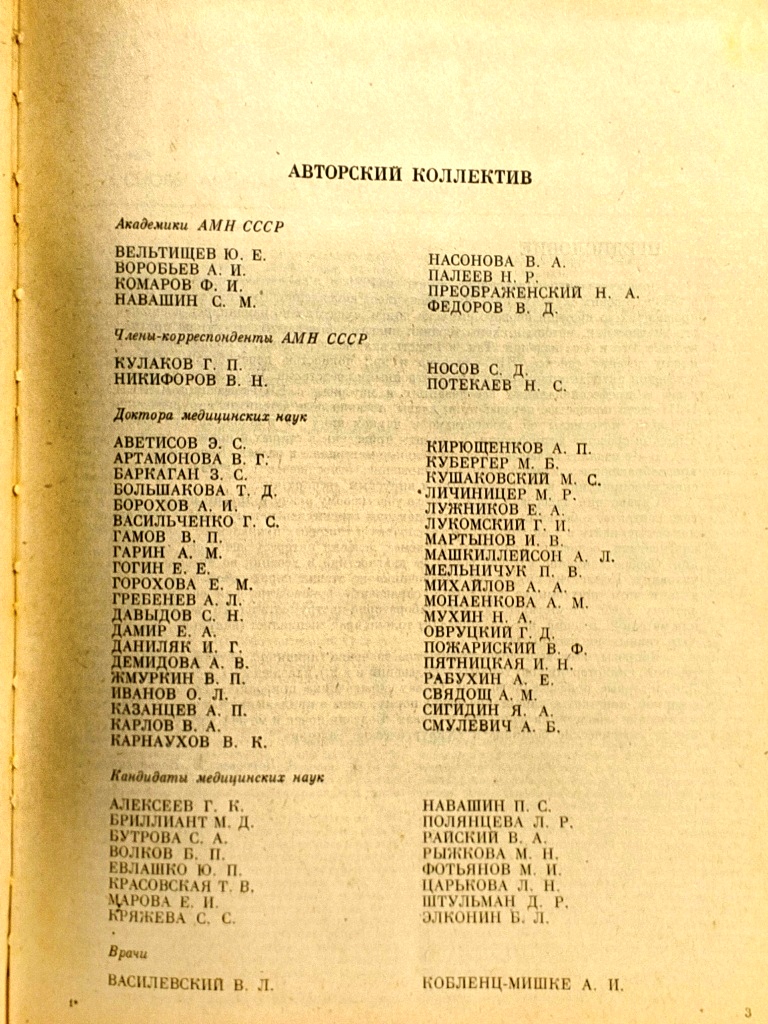 АВТОРСКИЙ КОЛЛЕКТИВ
Академики АМН СССР
ВЕЛЬТИЩЕВ Ю. Е.
ВОРОБЬЕВ А. И.
КОМАРОВ Ф. И.
НАВАШИН С. М.
НАСОНОВА В. А.
ПАЛЕЕВ Н. Р.
ПРЕОБРАЖЕНСКИЙ Н. А.
ФЕДОРОВ В. Д.
Члены-корреспонденты АМН СССР
КУЛАКОВ Г. П.
НИКИФОРОВ В. Н.
НОСОВ С. Д.
ПОТЕКАЕВ Н. С.
Доктора медицинских наук
АВЕТИСОВ Э. С.
АРТАМОНОВА В. Г.
БАРКАГАН З. С.
БОЛЬШАКОВА Т. Д.
БОРОХОВ А. И.
ВАСИЛЬЧЕНКО Г. С.
ГАМОВ В. П.
ГАРИН А. М.
ГОГИН Е. Е.
ГОРОХОВА Е. М.
ГРЕБЕНЕВ А. Л.
ДАВЫДОВ С. Н.
ДАМИР Е. А.
ДАНИЛЯК И. Г.
ДЕМИДОВА А. В.
ЖМУРКИН В. П.
ИВАНОВ О. Л.
КАЗАНЦЕВ А. П.
КАРЛОВ В. А.
КАРНАУХОВ В. К.
КИРЮЩЕНКОВ А. П.
КУБЕРГЕР М. Б.
КУШАКОВСКИЙ М. С.
ЛИЧИНИЦЕР М. Р.
ЛУЖНИКОВ Е. А.
ЛУКОМСКИЙ Г. И.
МАРТЫНОВ И. В.
МАШКИЛЛЕЙСОН А. Л.
МЕЛЬНИЧУК П. В.
МИХАЙЛОВ А. А.
МОНАЕНКОВА А. М.
МУХИН Н. А.
ОВРУЦКИЙ Г. Д.
ПОЖАРИСКИЙ В. Ф.
ПЯТНИЦКАЯ И. Н.
РАБУХИН А. Е.
СВЯДОЩ А. М.
СИГИДИН Я. А.
СМУЛЕВИЧ А. Б.
Кандидаты медицинских наук
АЛЕКСЕЕВ Г. К.
БРИЛЛИАНТ М. Д.
БУТРОВА С. А.
ВОЛКОВ Б. П.
ЕВЛАШКО Ю. П.
КРАСОВСКАЯ Т. В.
МАРОВА Е. И.
КРЯЖЕВА С. С.
НАВАШИН П. С.
ПОЛЯНЦЕВА Л. Р.
РАЙСКИЙ В. А.
РЫЖКОВА М. Н.
ФОТЬЯНОВ М. И.
ЦАРЬКОВА Л. Н.
ШТУЛЬМАН Д. Р.
ЭЛКОНИН Б. Л.
Врачи
ВАСИЛЕВСКИЙ В. Л.
КОБЛЕНЦ-МИШКЕ А. И.
1*
3